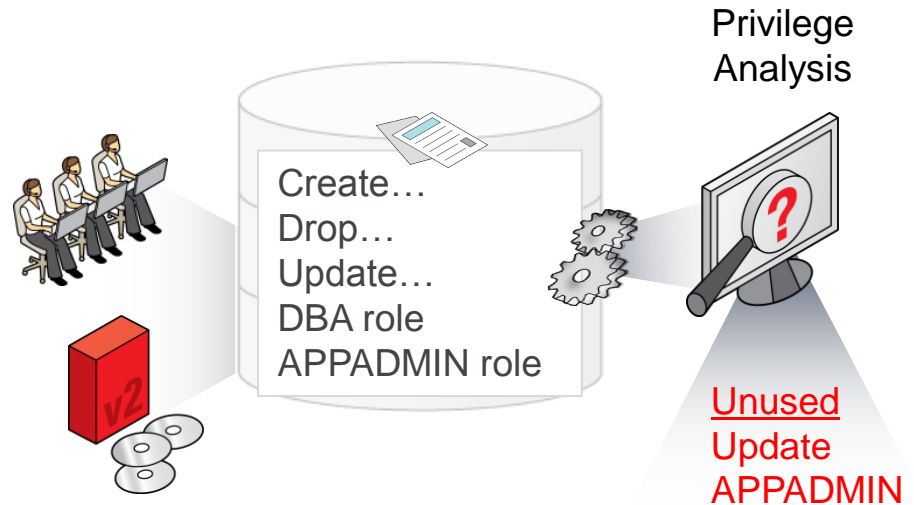 Privilege
Analysis
Create…
Drop…
Update…
DBA role
APPADMIN role
v2
?
Unused
Update
APPADMIN